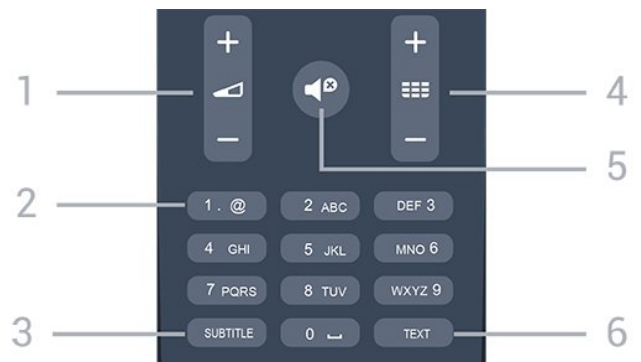 + +
1 4
- -
5
2 1 . @ 2 ABC DEF 3
4 GHI 5 JKL MNO 6
7 PQRS 8 TUV WXYZ 9
3 SUBTITLE 0 ⌴ TEXT 6